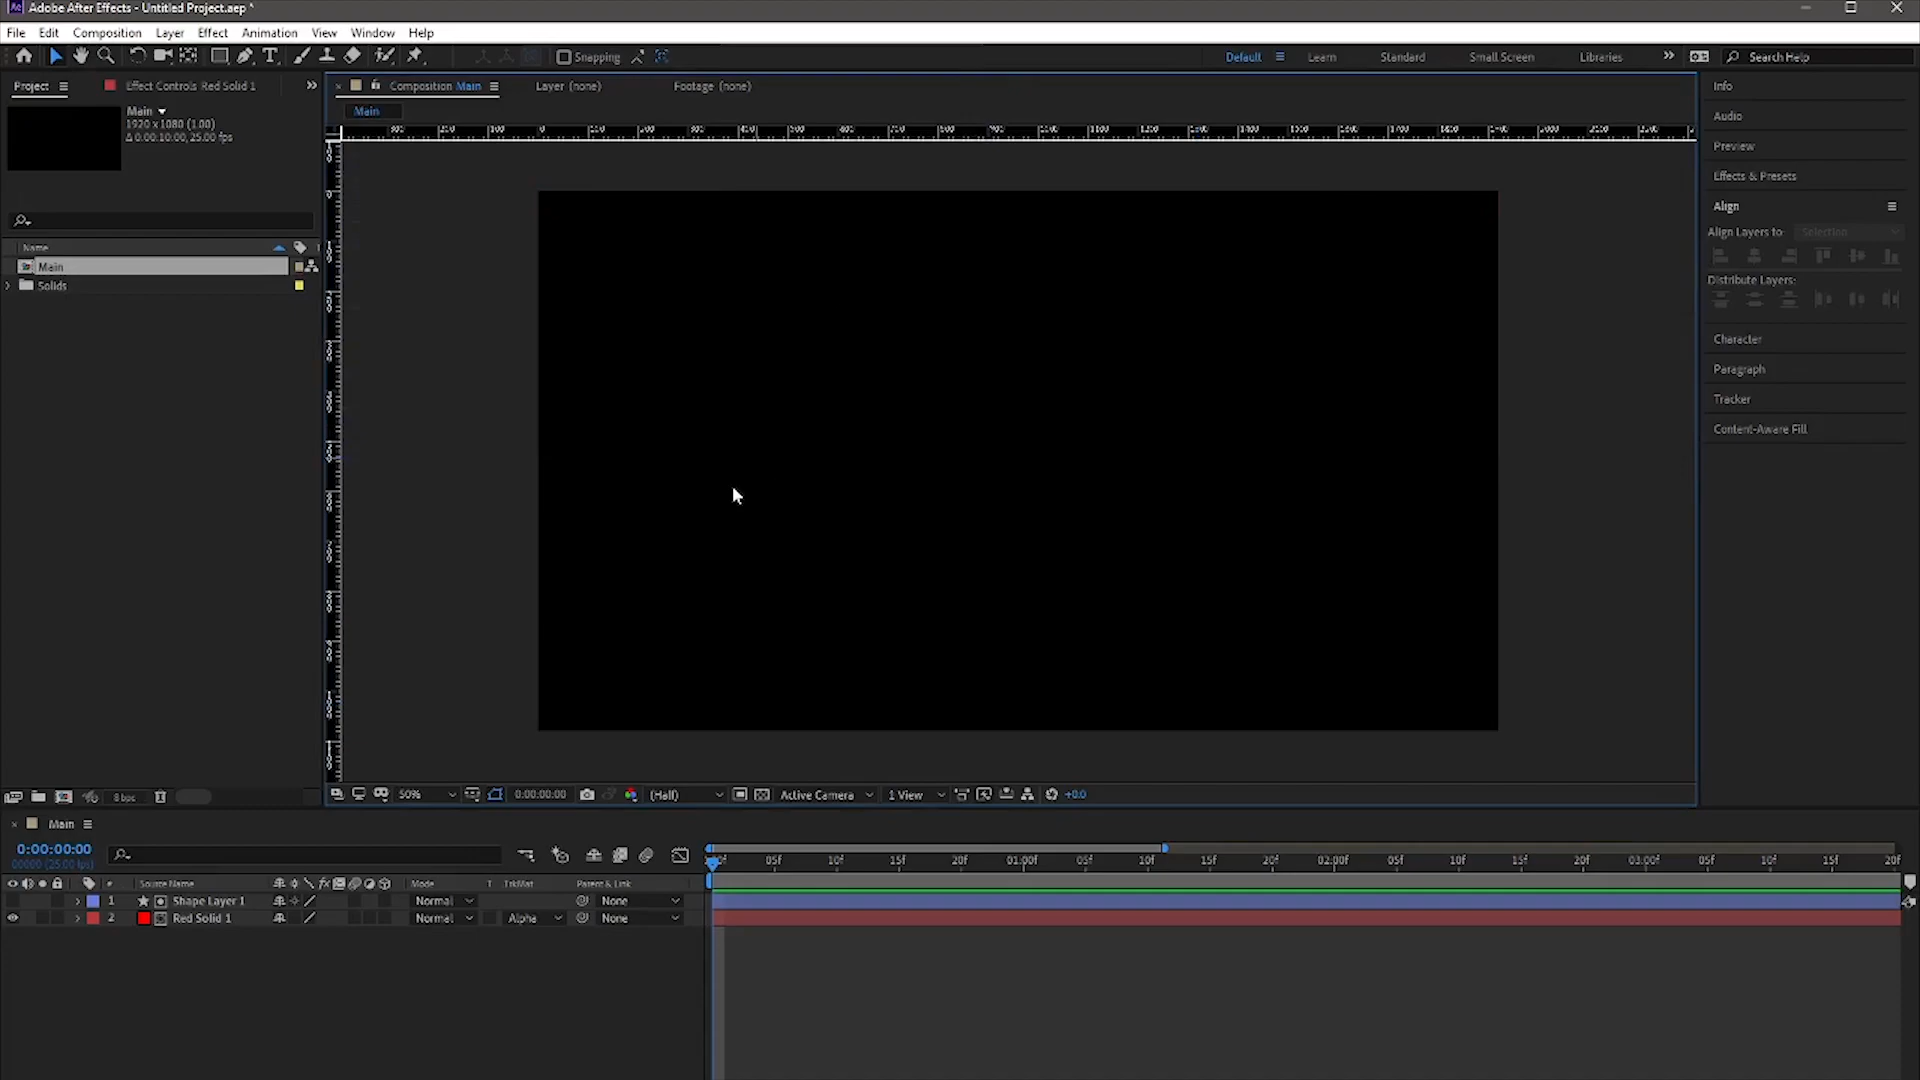 Adobe After Effects - Untitled Project.aep *
File Edit Composition Layer Effect Animation View Window Help
Snapping Default Learn Standard Small Screen Libraries Search Help
Project Effect Controls Red Solid 1
Main
1920 x 1080 (1.00)
Δ 0:00:10:00, 25.00 fps
Name
Main
Solids
8 bpc
Composition Main Layer (none) Footage (none)
Main
50% 0:00:00:00 (Half) Active Camera 1 View +0.0
Info
Audio
Preview
Effects & Presets
Align
Align Layers to: Selection
Distribute Layers:
Character
Paragraph
Tracker
Content-Aware Fill
Main
0:00:00:00
00000 (25.00 fps)
05f 10f 15f 20f 01:00f 05f 10f 15f 20f 02:00f 05f 10f 15f 20f 03:00f 05f 10f 15f 20f
# Source Name Mode T TrkMat Parent & Link
1 Shape Layer 1 Normal None
2 Red Solid 1 Normal Alpha None